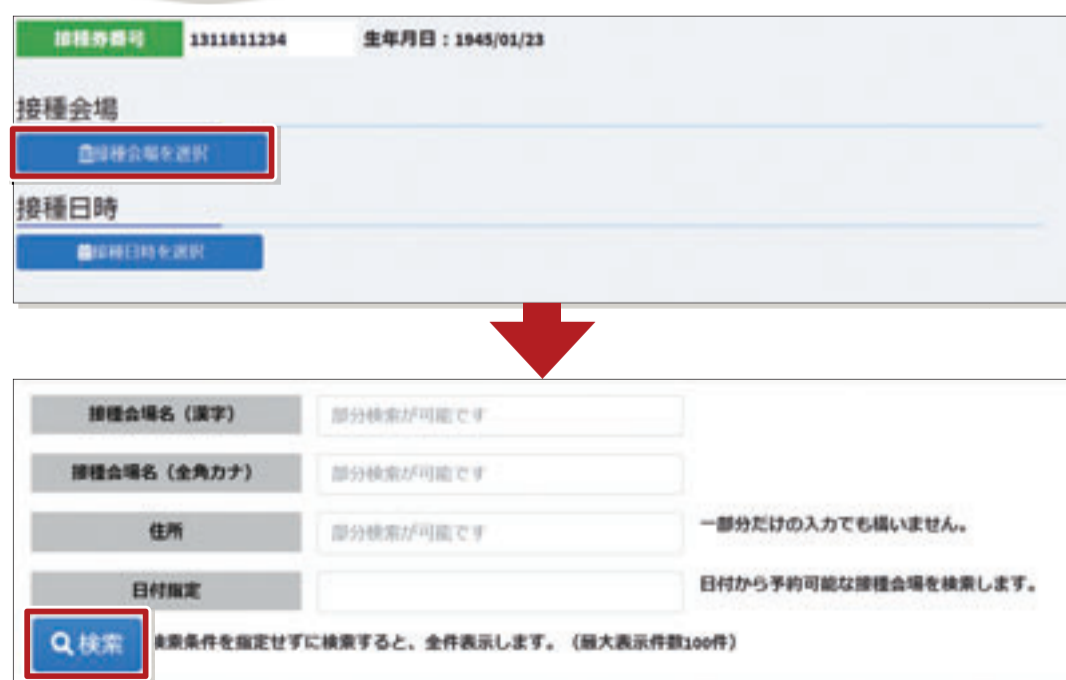 接種券番号 1311811234 生年月日：1945/01/23
接種会場
接種会場を選択
接種日時
接種日時を選択
接種会場名（漢字） 部分検索が可能です
接種会場名（全角カナ） 部分検索が可能です
住所 部分検索が可能です 一部分だけの入力でも構いません。
日付指定 日付から予約可能な接種会場を検索します。
検索 検索条件を指定せずに検索すると、全件表示します。（最大表示件数100件）